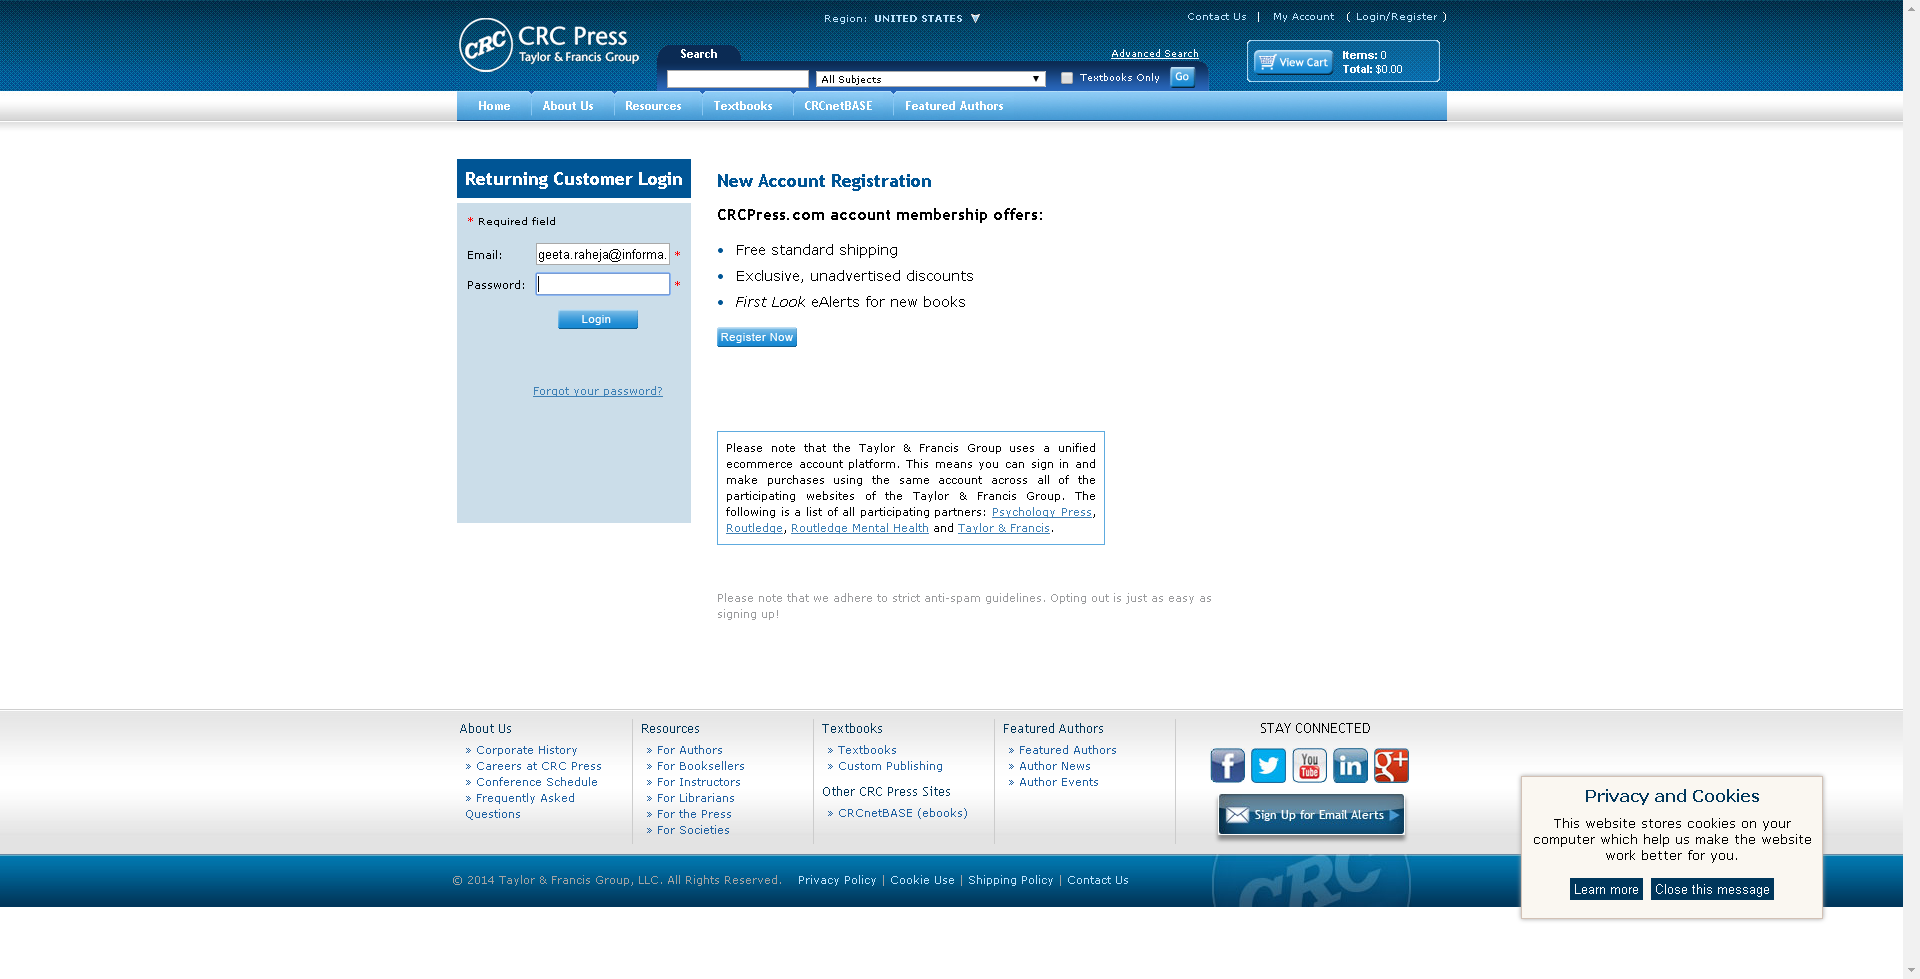 Region: UNITED STATES
Contact Us | My Account ( Login/Register )
CRC
CRC Press
Taylor & Francis Group
Search
Advanced Search
All Subjects
Textbooks Only
Go
View Cart
Items: 0
Total: $0.00
Home
About Us
Resources
Textbooks
CRCnetBASE
Featured Authors
Returning Customer Login
* Required field
Email: geeta.raheja@informa. *
Password: *
Login
Forgot your password?
New Account Registration
CRCPress.com account membership offers:
Free standard shipping
Exclusive, unadvertised discounts
First Look eAlerts for new books
Register Now
Please note that the Taylor & Francis Group uses a unified
ecommerce account platform. This means you can sign in and
make purchases using the same account across all of the
participating websites of the Taylor & Francis Group. The
following is a list of all participating partners: Psychology Press,
Routledge, Routledge Mental Health and Taylor & Francis.
Please note that we adhere to strict anti-spam guidelines. Opting out is just as easy as
signing up!
About Us
» Corporate History
» Careers at CRC Press
» Conference Schedule
» Frequently Asked
Questions
Resources
» For Authors
» For Booksellers
» For Instructors
» For Librarians
» For the Press
» For Societies
Textbooks
» Textbooks
» Custom Publishing
Other CRC Press Sites
» CRCnetBASE (ebooks)
Featured Authors
» Featured Authors
» Author News
» Author Events
STAY CONNECTED
You
Tube
in
g+
Sign Up for Email Alerts
Privacy and Cookies
This website stores cookies on your
computer which help us make the website
work better for you.
Learn more
Close this message
© 2014 Taylor & Francis Group, LLC. All Rights Reserved.
Privacy Policy | Cookie Use | Shipping Policy | Contact Us
CRC